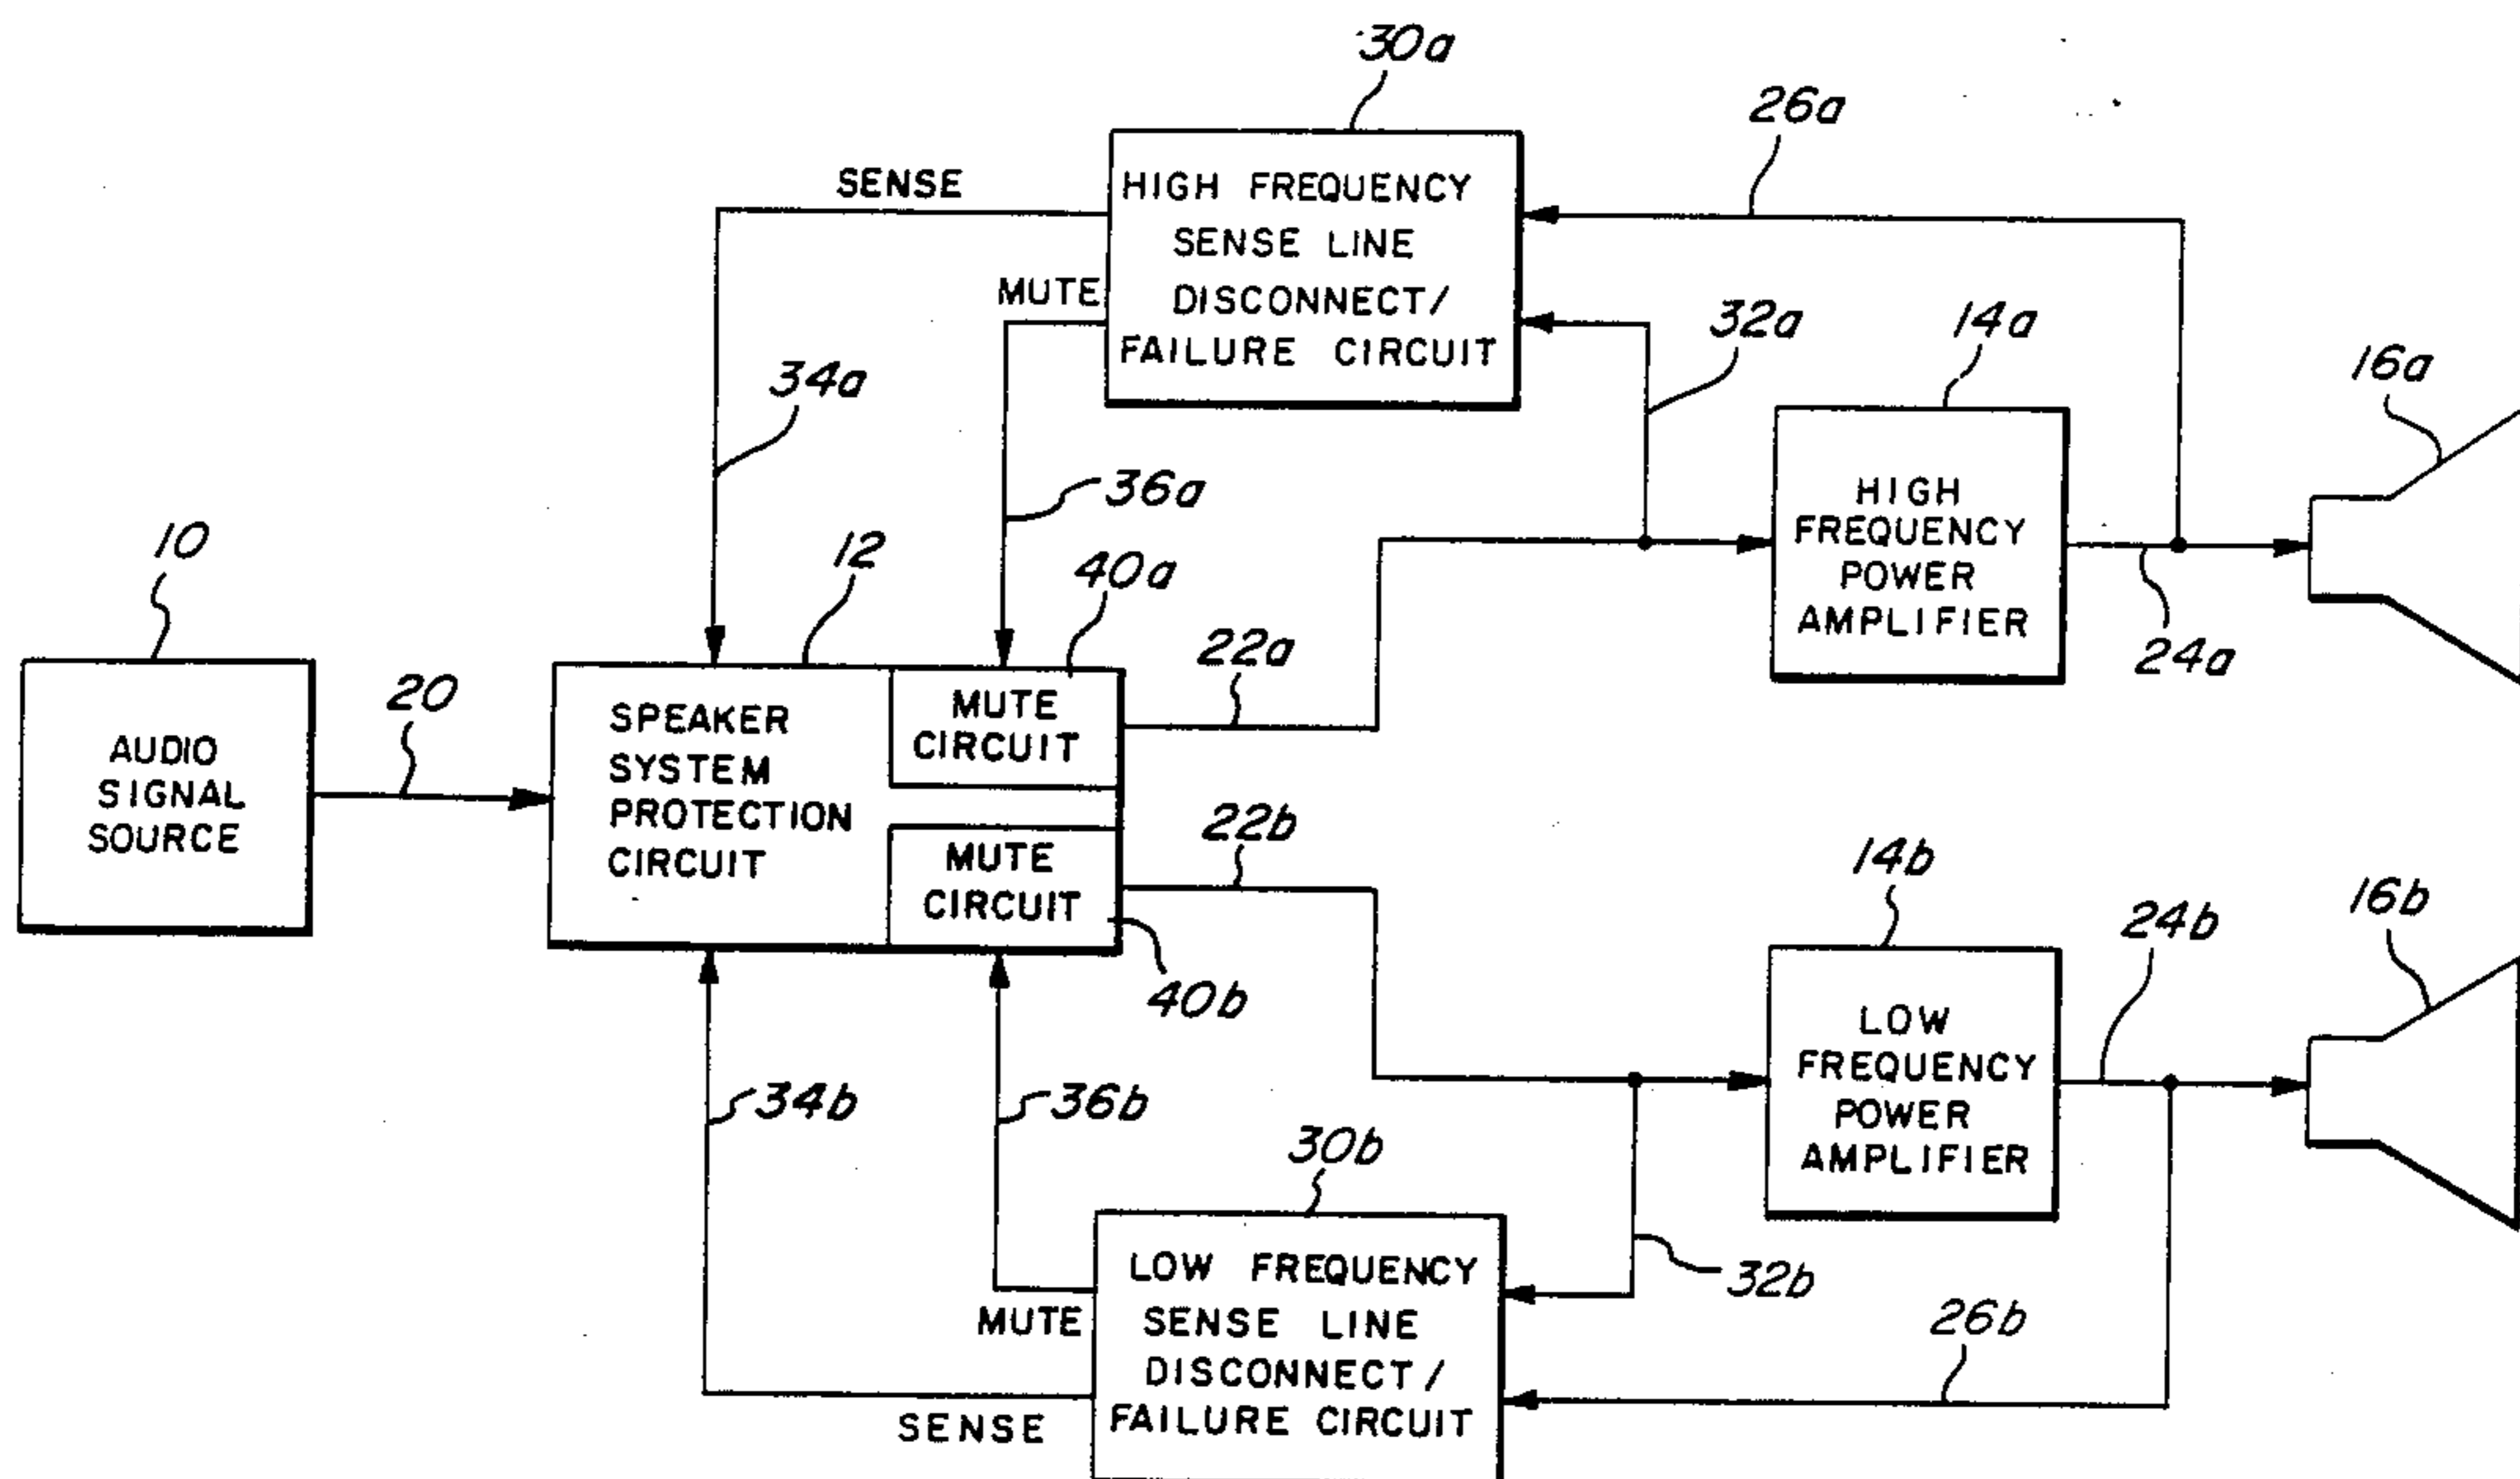 30a
26a
SENSE
HIGH FREQUENCY
SENSE LINE
DISCONNECT/
FAILURE CIRCUIT
MUTE
32a
14a
16a
34a
36a
HIGH
FREQUENCY
POWER
AMPLIFIER
24a
10
12
40a
22a
20
AUDIO
SIGNAL
SOURCE
SPEAKER
SYSTEM
PROTECTION
CIRCUIT
MUTE
CIRCUIT
MUTE
CIRCUIT
22b
40b
14b
24b
16b
LOW
FREQUENCY
POWER
AMPLIFIER
34b
36b
30b
32b
26b
LOW FREQUENCY
SENSE LINE
DISCONNECT/
FAILURE CIRCUIT
MUTE
SENSE